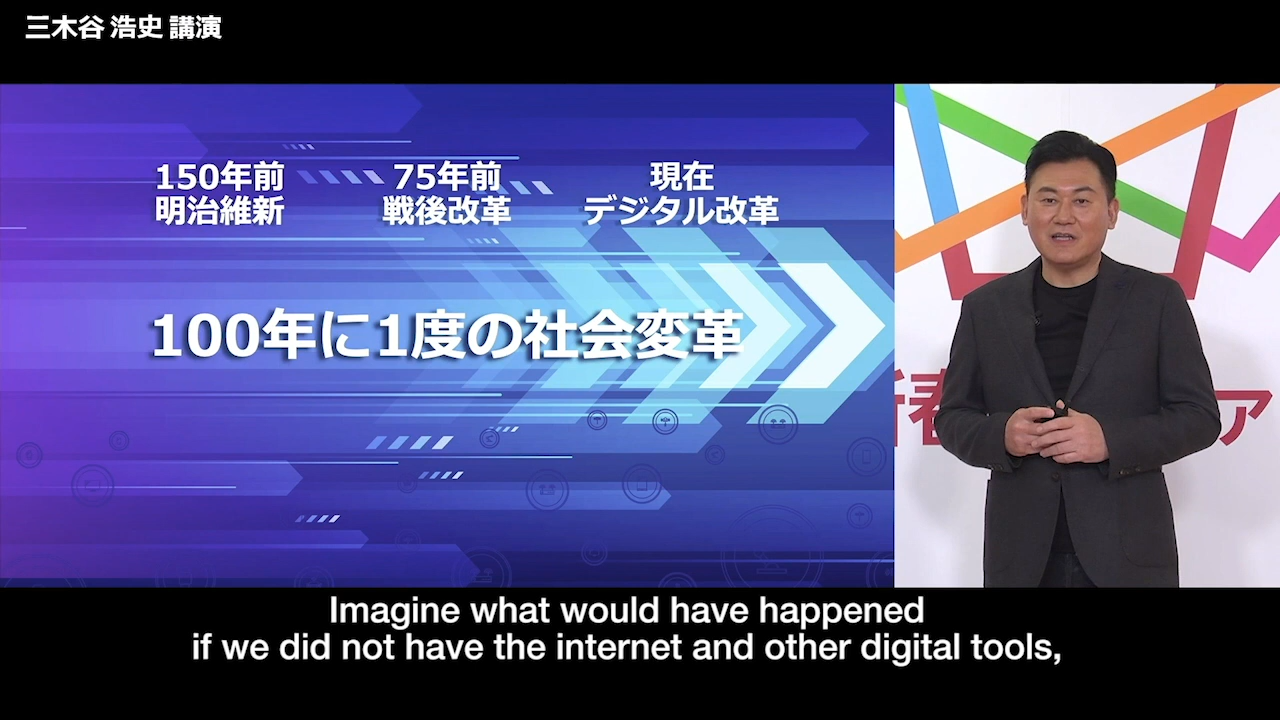 三木谷 浩史 講演
150年前
明治維新
75年前
戦後改革
現在
デジタル改革
100年に1度の社会変革
春
ア
Imagine what would have happened
if we did not have the internet and other digital tools,